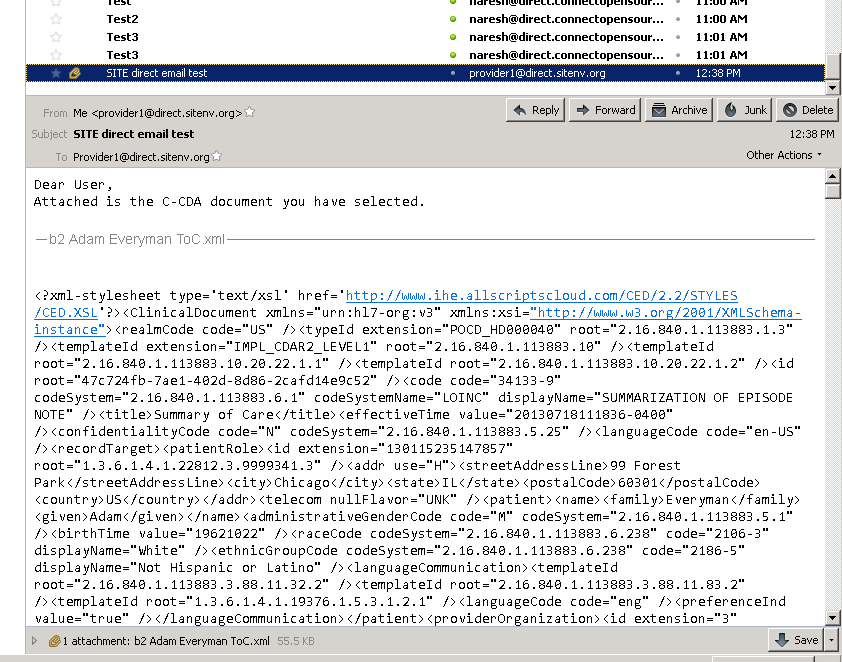 Test
naresh@direct.connectopensour...
11:00 AM
Test2
naresh@direct.connectopensour...
11:00 AM
Test3
naresh@direct.connectopensour...
11:01 AM
Test3
naresh@direct.connectopensour...
11:01 AM
SITE direct email test
provider1@direct.sitenv.org
12:38 PM
From Me <provider1@direct.sitenv.org>
Reply Forward Archive Junk Delete
Subject SITE direct email test
12:38 PM
To Provider1@direct.sitenv.org
Other Actions
Dear User,
Attached is the C-CDA document you have selected.
b2 Adam Everyman ToC.xml
<?xml-stylesheet type='text/xsl' href='http://www.ihe.allscriptscloud.com/CED/2.2/STYLES
/CED.XSL'?><ClinicalDocument xmlns="urn:hl7-org:v3" xmlns:xsi="http://www.w3.org/2001/XMLSchema-
instance"><realmCode code="US" /><typeId extension="POCD_HD000040" root="2.16.840.1.113883.1.3"
/><templateId extension="IMPL_CDAR2_LEVEL1" root="2.16.840.1.113883.10" /><templateId
root="2.16.840.1.113883.10.20.22.1.1" /><templateId root="2.16.840.1.113883.10.20.22.1.2" /><id
root="47c724fb-7ae1-402d-8d86-2cafd14e9c52" /><code code="34133-9"
codeSystem="2.16.840.1.113883.6.1" codeSystemName="LOINC" displayName="SUMMARIZATION OF EPISODE
NOTE" /><title>Summary of Care</title><effectiveTime value="20130718111836-0400"
/><confidentialityCode code="N" codeSystem="2.16.840.1.113883.5.25" /><languageCode code="en-US"
/><recordTarget><patientRole><id extension="130115235147857"
root="1.3.6.1.4.1.22812.3.9999341.3" /><addr use="H"><streetAddressLine>99 Forest
Park</streetAddressLine><city>Chicago</city><state>IL</state><postalCode>60301</postalCode>
<country>US</country></addr><telecom nullFlavor="UNK" /><patient><name><family>Everyman</family>
<given>Adam</given></name><administrativeGenderCode code="M" codeSystem="2.16.840.1.113883.5.1"
/><birthTime value="19621022" /><raceCode codeSystem="2.16.840.1.113883.6.238" code="2106-3"
displayName="White" /><ethnicGroupCode codeSystem="2.16.840.1.113883.6.238" code="2186-5"
displayName="Not Hispanic or Latino" /><languageCommunication><templateId
root="2.16.840.1.113883.3.88.11.32.2" /><templateId root="2.16.840.1.113883.3.88.11.83.2"
/><templateId root="1.3.6.1.4.1.19376.1.5.3.1.2.1" /><languageCode code="eng" /><preferenceInd
value="true" /></languageCommunication></patient><providerOrganization><id extension="3"
1 attachment: b2 Adam Everyman ToC.xml 55.5 KB
Save